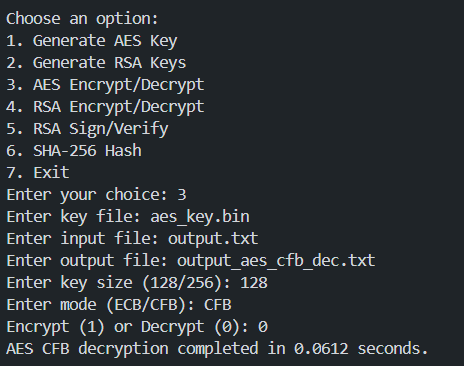 Choose an option:
1. Generate AES Key
2. Generate RSA Keys
3. AES Encrypt/Decrypt
4. RSA Encrypt/Decrypt
5. RSA Sign/Verify
6. SHA-256 Hash
7. Exit
Enter your choice: 3
Enter key file: aes_key.bin
Enter input file: output.txt
Enter output file: output_aes_cfb_dec.txt
Enter key size (128/256): 128
Enter mode (ECB/CFB): CFB
Encrypt (1) or Decrypt (0): 0
AES CFB decryption completed in 0.0612 seconds.